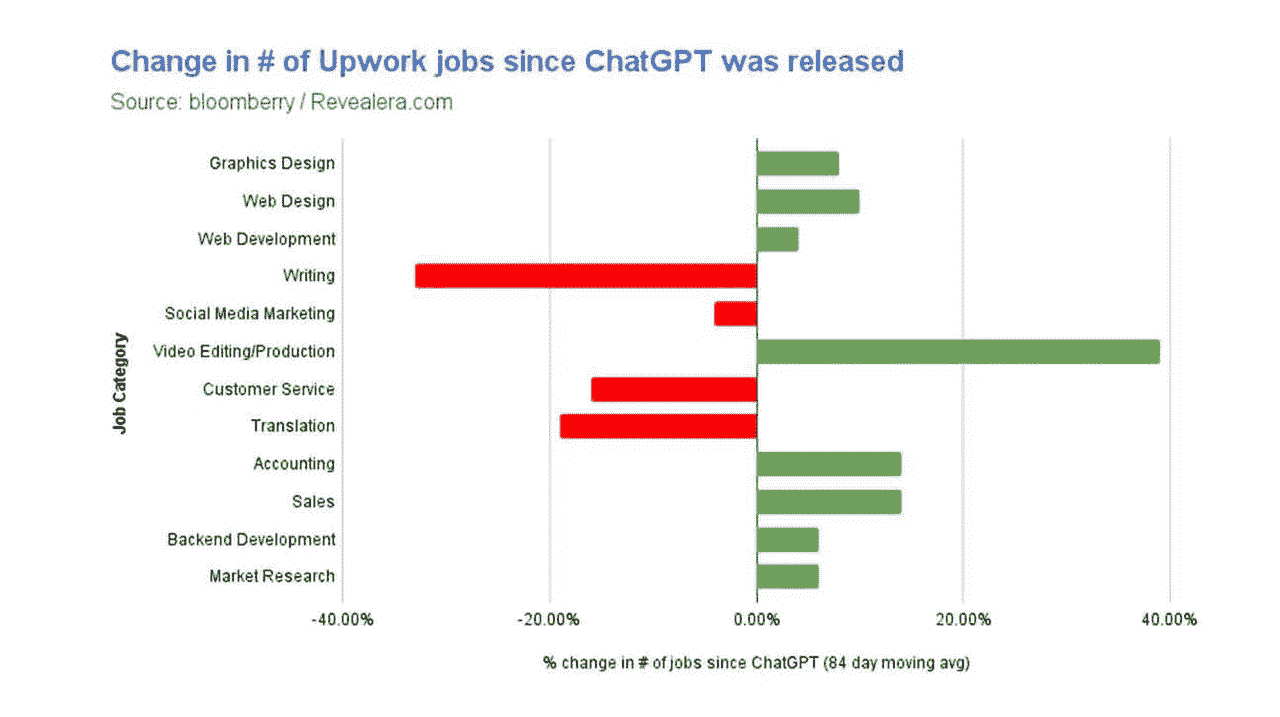 Change in # of Upwork jobs since ChatGPT was released
Source: bloomberry / Revealera.com
Job Category
Graphics Design
Web Design
Web Development
Writing
Social Media Marketing
Video Editing/Production
Customer Service
Translation
Accounting
Sales
Backend Development
Market Research
-40.00% -20.00% 0.00% 20.00% 40.00%
% change in # of jobs since ChatGPT (84 day moving avg)